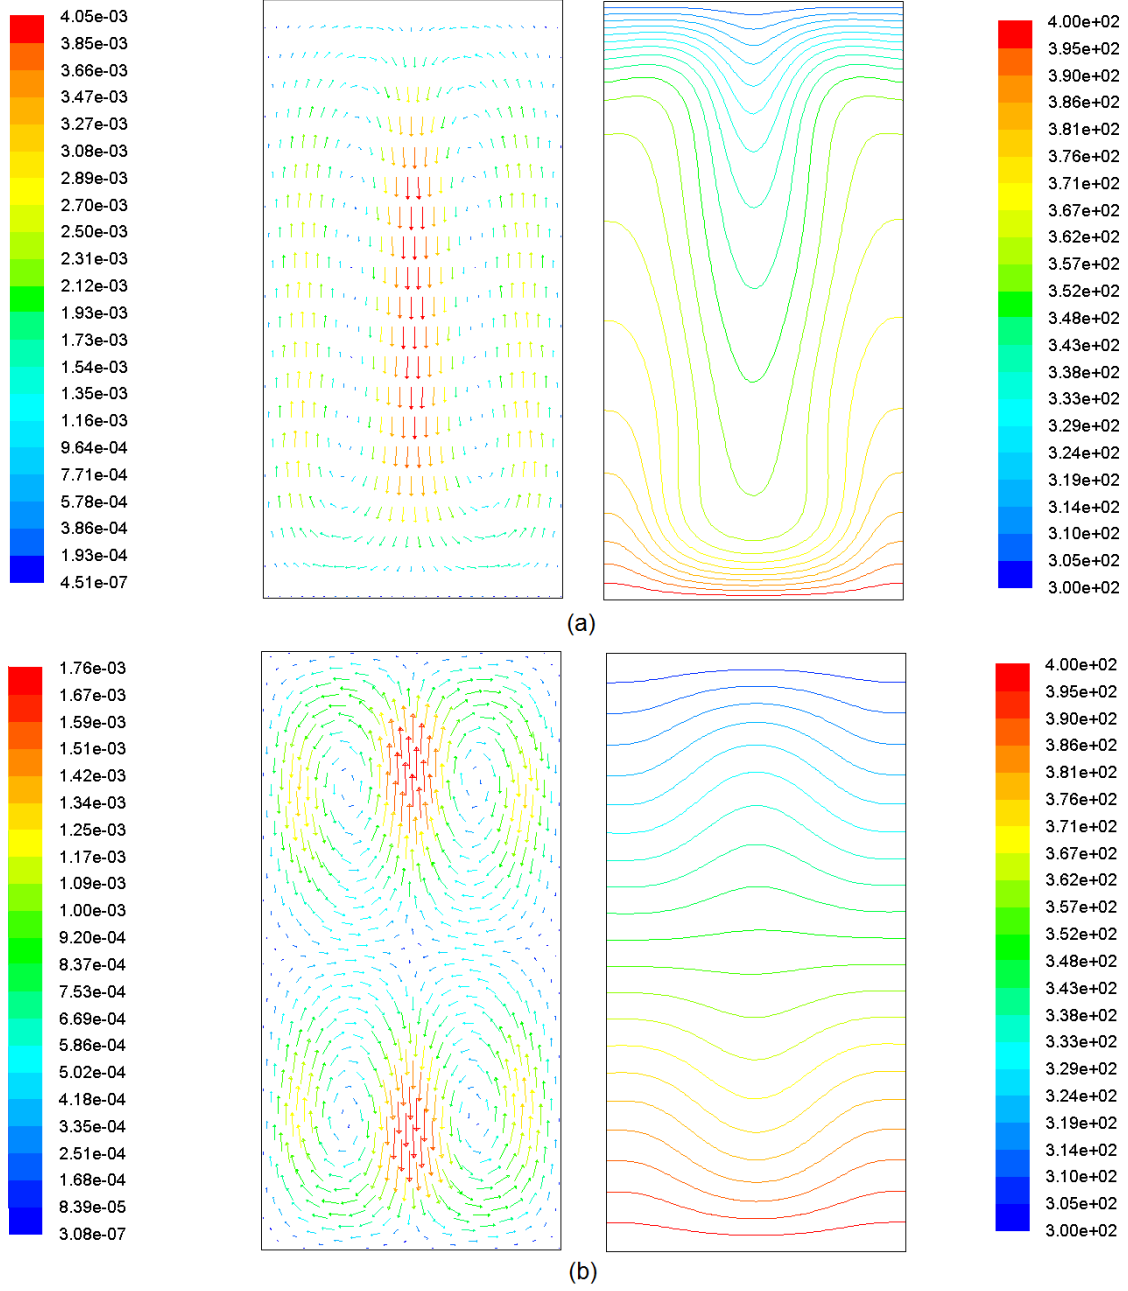 4.05e-03
3.85e-03
3.66e-03
3.47e-03
3.27e-03
3.08e-03
2.89e-03
2.70e-03
2.50e-03
2.31e-03
2.12e-03
1.93e-03
1.73e-03
1.54e-03
1.35e-03
1.16e-03
9.64e-04
7.71e-04
5.78e-04
3.86e-04
1.93e-04
4.51e-07
4.00e+02
3.95e+02
3.90e+02
3.86e+02
3.81e+02
3.76e+02
3.71e+02
3.67e+02
3.62e+02
3.57e+02
3.52e+02
3.48e+02
3.43e+02
3.38e+02
3.33e+02
3.29e+02
3.24e+02
3.19e+02
3.14e+02
3.10e+02
3.05e+02
3.00e+02
(a)
1.76e-03
1.67e-03
1.59e-03
1.51e-03
1.42e-03
1.34e-03
1.25e-03
1.17e-03
1.09e-03
1.00e-03
9.20e-04
8.37e-04
7.53e-04
6.69e-04
5.86e-04
5.02e-04
4.18e-04
3.35e-04
2.51e-04
1.68e-04
8.39e-05
3.08e-07
4.00e+02
3.95e+02
3.90e+02
3.86e+02
3.81e+02
3.76e+02
3.71e+02
3.67e+02
3.62e+02
3.57e+02
3.52e+02
3.48e+02
3.43e+02
3.38e+02
3.33e+02
3.29e+02
3.24e+02
3.19e+02
3.14e+02
3.10e+02
3.05e+02
3.00e+02
(b)